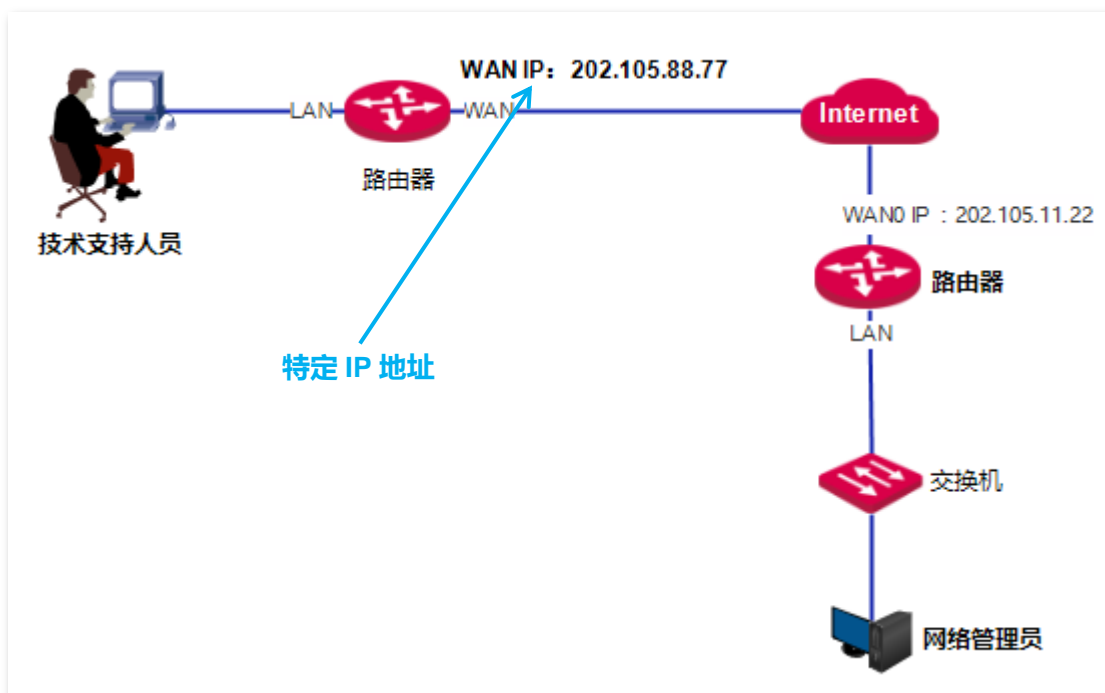 WAN IP：202.105.88.77
LAN
WAN
Internet
路由器
技术支持人员
WAN0 IP ：202.105.11.22
路由器
LAN
特定 IP 地址
交换机
网络管理员